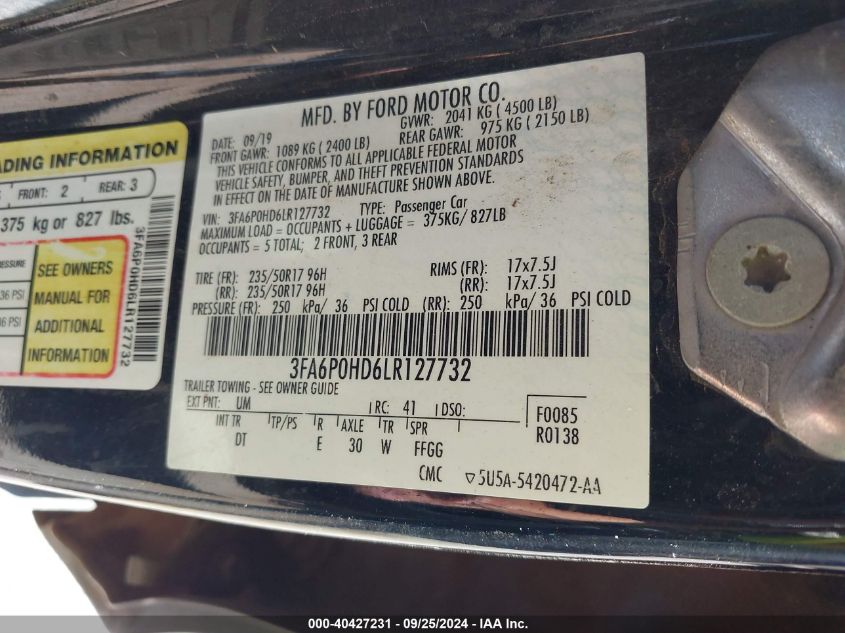 MFD. BY FORD MOTOR CO.
DATE: 09/19
GVWR: 2041 KG ( 4500 LB)
FRONT GAWR: 1089 KG ( 2400 LB)
REAR GAWR: 975 KG ( 2150 LB)
THIS VEHICLE CONFORMS TO ALL APPLICABLE FEDERAL MOTOR
VEHICLE SAFETY, BUMPER, AND THEFT PREVENTION STANDARDS
IN EFFECT ON THE DATE OF MANUFACTURE SHOWN ABOVE.
VIN: 3FA6P0HD6LR127732 TYPE: Passenger Car
MAXIMUM LOAD = OCCUPANTS + LUGGAGE = 375KG/ 827LB
OCCUPANTS = 5 TOTAL; 2 FRONT, 3 REAR
TIRE (FR): 235/50R17 96H RIMS (FR): 17x7.5J
(RR): 235/50R17 96H (RR): 17x7.5J
PRESSURE (FR): 250 kPa/ 36 PSI COLD (RR): 250 kPa/ 36 PSI COLD
3FA6P0HD6LR127732
TRAILER TOWING - SEE OWNER GUIDE
EXT PNT: UM RC: 41 DSO:
INT TR TP/PS R AXLE TR SPR
DT E 30 W FFGG
F0085
R0138
CMC ▽5U5A-5420472-AA
ADING INFORMATION
FRONT: 2 REAR: 3
375 kg or 827 lbs.
SEE OWNERS
MANUAL FOR
ADDITIONAL
INFORMATION
36 PSI
3FA6P0HD6LR127732
000-40427231 - 09/25/2024 - IAA Inc.